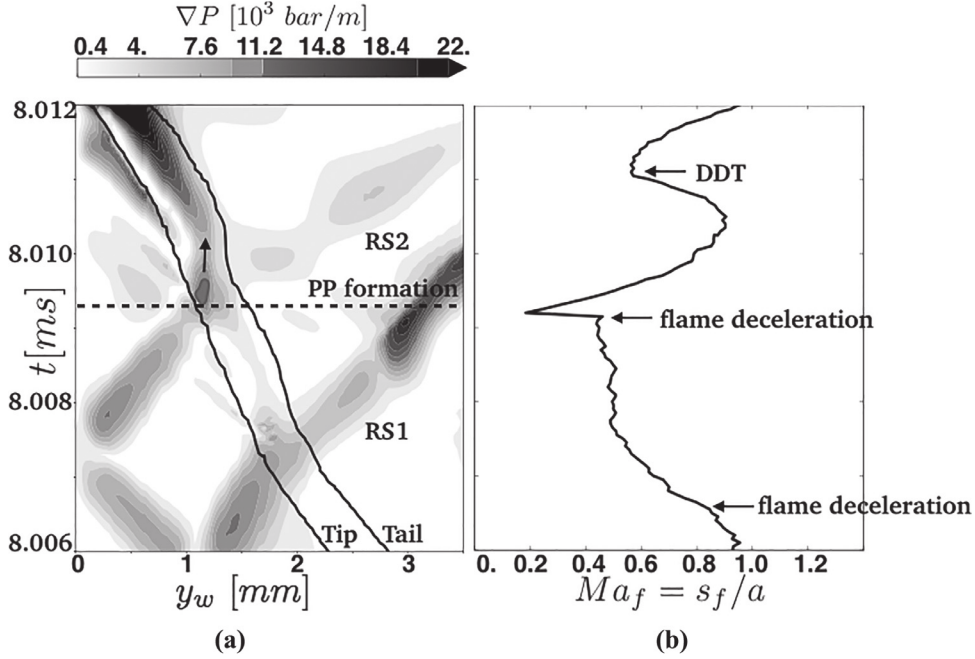 ∇P [10³ bar/m]
0.4 4. 7.6 11.2 14.8 18.4 22.
8.012
8.010
8.008
8.006
t[ms]
RS2
PP formation
RS1
Tip Tail
0 1 2 3
y_w [mm]
(a)
DDT
flame deceleration
flame deceleration
0. 0.2 0.4 0.6 0.8 1.0 1.2
Ma_f = s_f/a
(b)